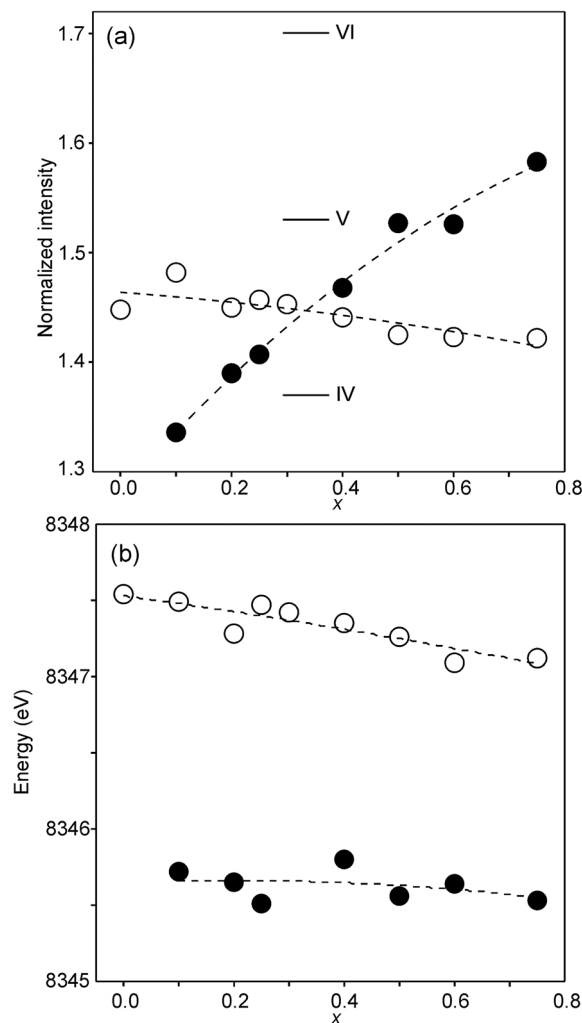 (a)
VI
V
IV
Normalized intensity
1.7
1.6
1.5
1.4
1.3
0.0 0.2 0.4 0.6 0.8
x
(b)
Energy (eV)
8348
8347
8346
8345
0.0 0.2 0.4 0.6 0.8
x